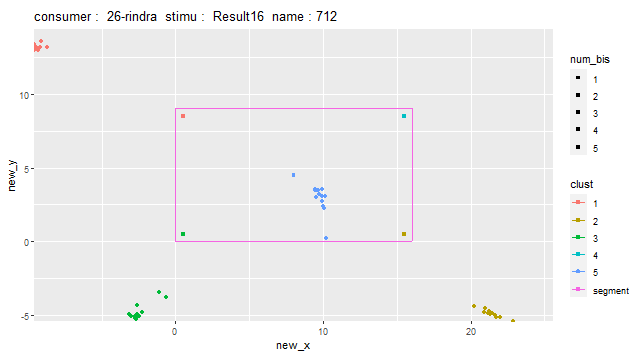 consumer :  26-rindra  stimu :  Result16  name : 712
new_y
10
5
0
-5
0
10
20
new_x
num_bis
1
2
3
4
5
clust
1
2
3
4
5
segment